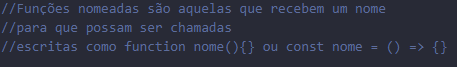 //Funções nomeadas são aquelas que recebem um nome
//para que possam ser chamadas
//escritas como function nome(){} ou const nome = () => {}